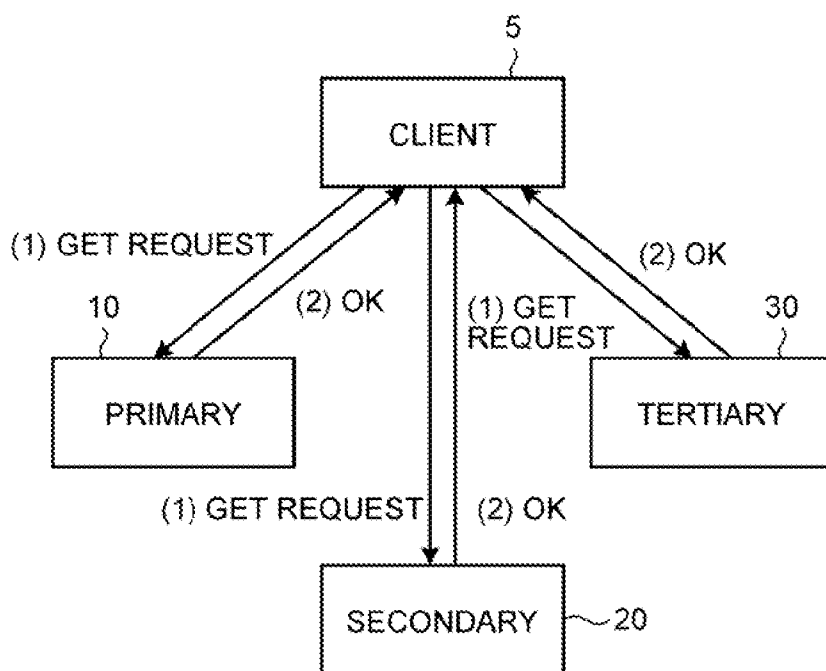 5
CLIENT
(1) GET REQUEST
(2) OK
(1) GET
REQUEST
(2) OK
10
30
PRIMARY
TERTIARY
(1) GET REQUEST
(2) OK
SECONDARY
20